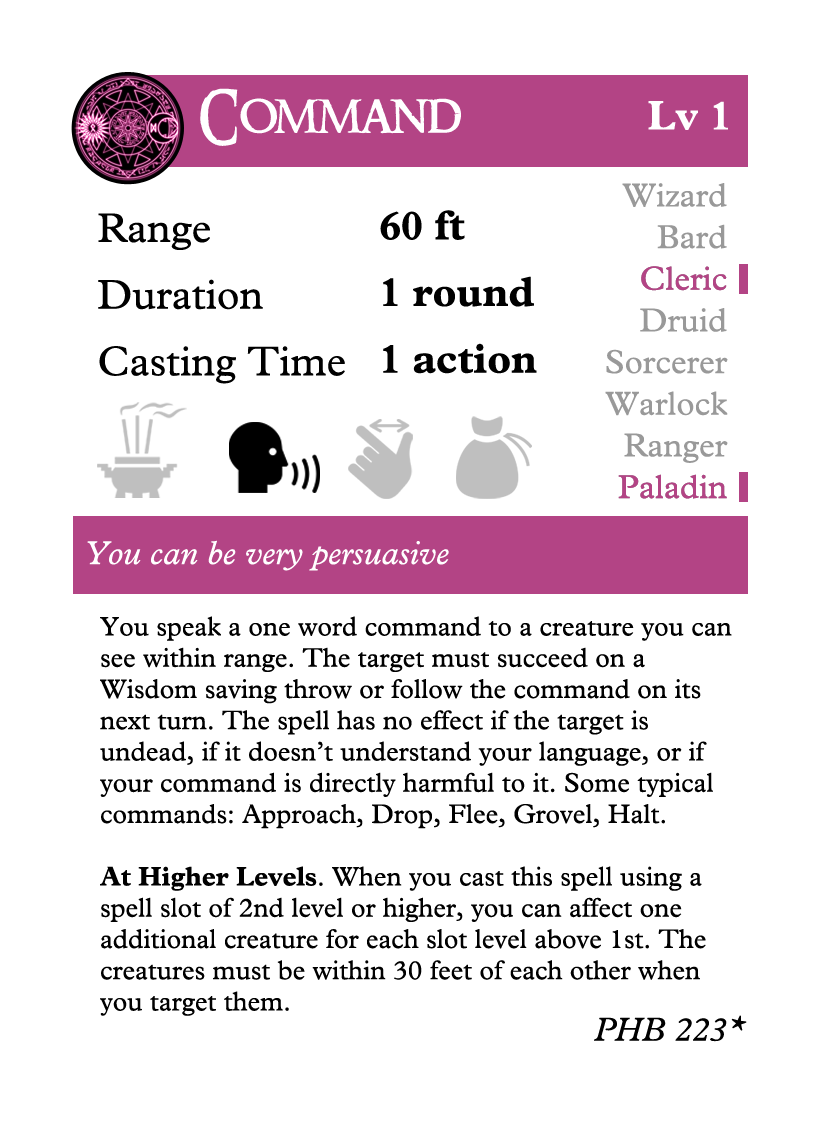 Command
Lv 1
Range 60 ft
Duration 1 round
Casting Time 1 action
Wizard
Bard
Cleric
Druid
Sorcerer
Warlock
Ranger
Paladin
You can be very persuasive
You speak a one word command to a creature you can
see within range. The target must succeed on a
Wisdom saving throw or follow the command on its
next turn. The spell has no effect if the target is
undead, if it doesn’t understand your language, or if
your command is directly harmful to it. Some typical
commands: Approach, Drop, Flee, Grovel, Halt.
At Higher Levels. When you cast this spell using a
spell slot of 2nd level or higher, you can affect one
additional creature for each slot level above 1st. The
creatures must be within 30 feet of each other when
you target them.
PHB 223*